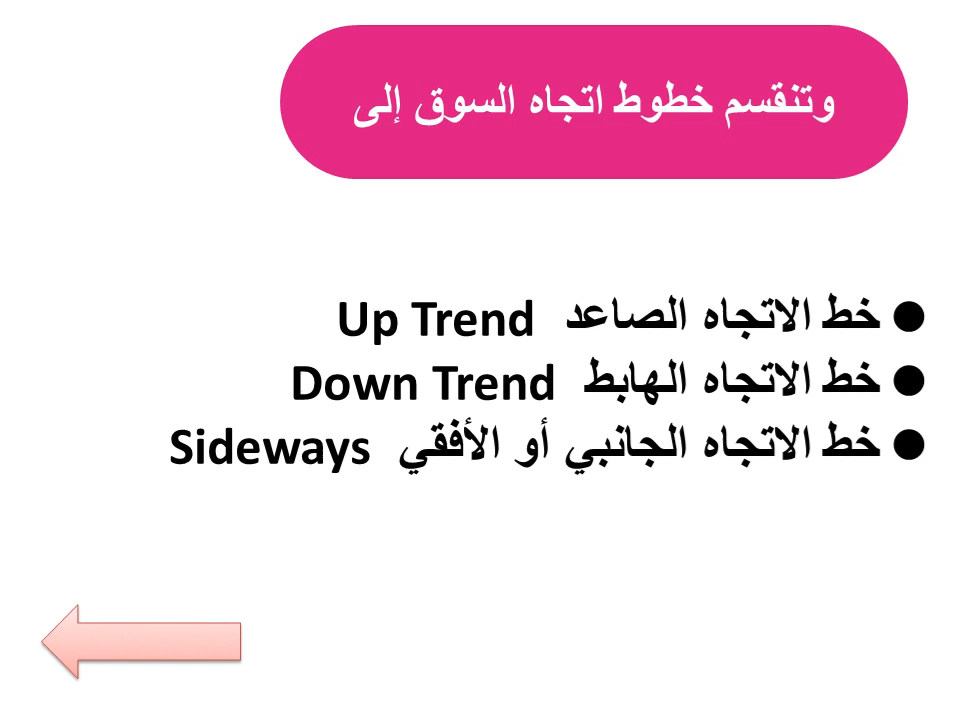 وتنقسم خطوط اتجاه السوق إلى
● خط الاتجاه الصاعد Up Trend
● خط الاتجاه الهابط Down Trend
● خط الاتجاه الجانبي أو الأفقي Sideways